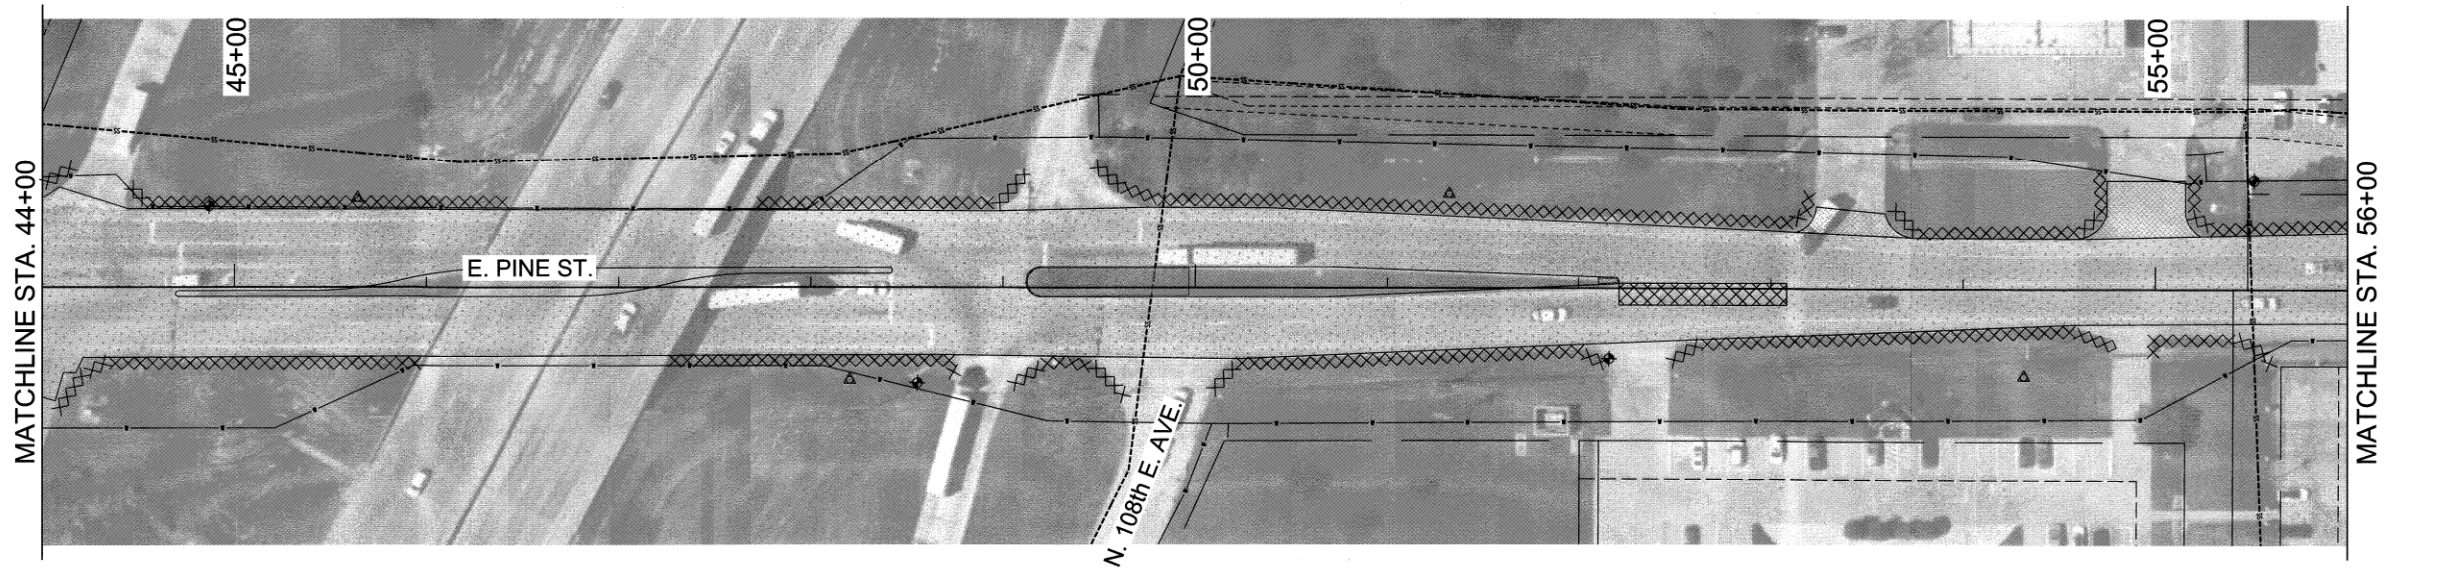 MATCHLINE STA. 44+00
45+00
50+00
55+00
E. PINE ST.
N. 108th E. AVE.
MATCHLINE STA. 56+00